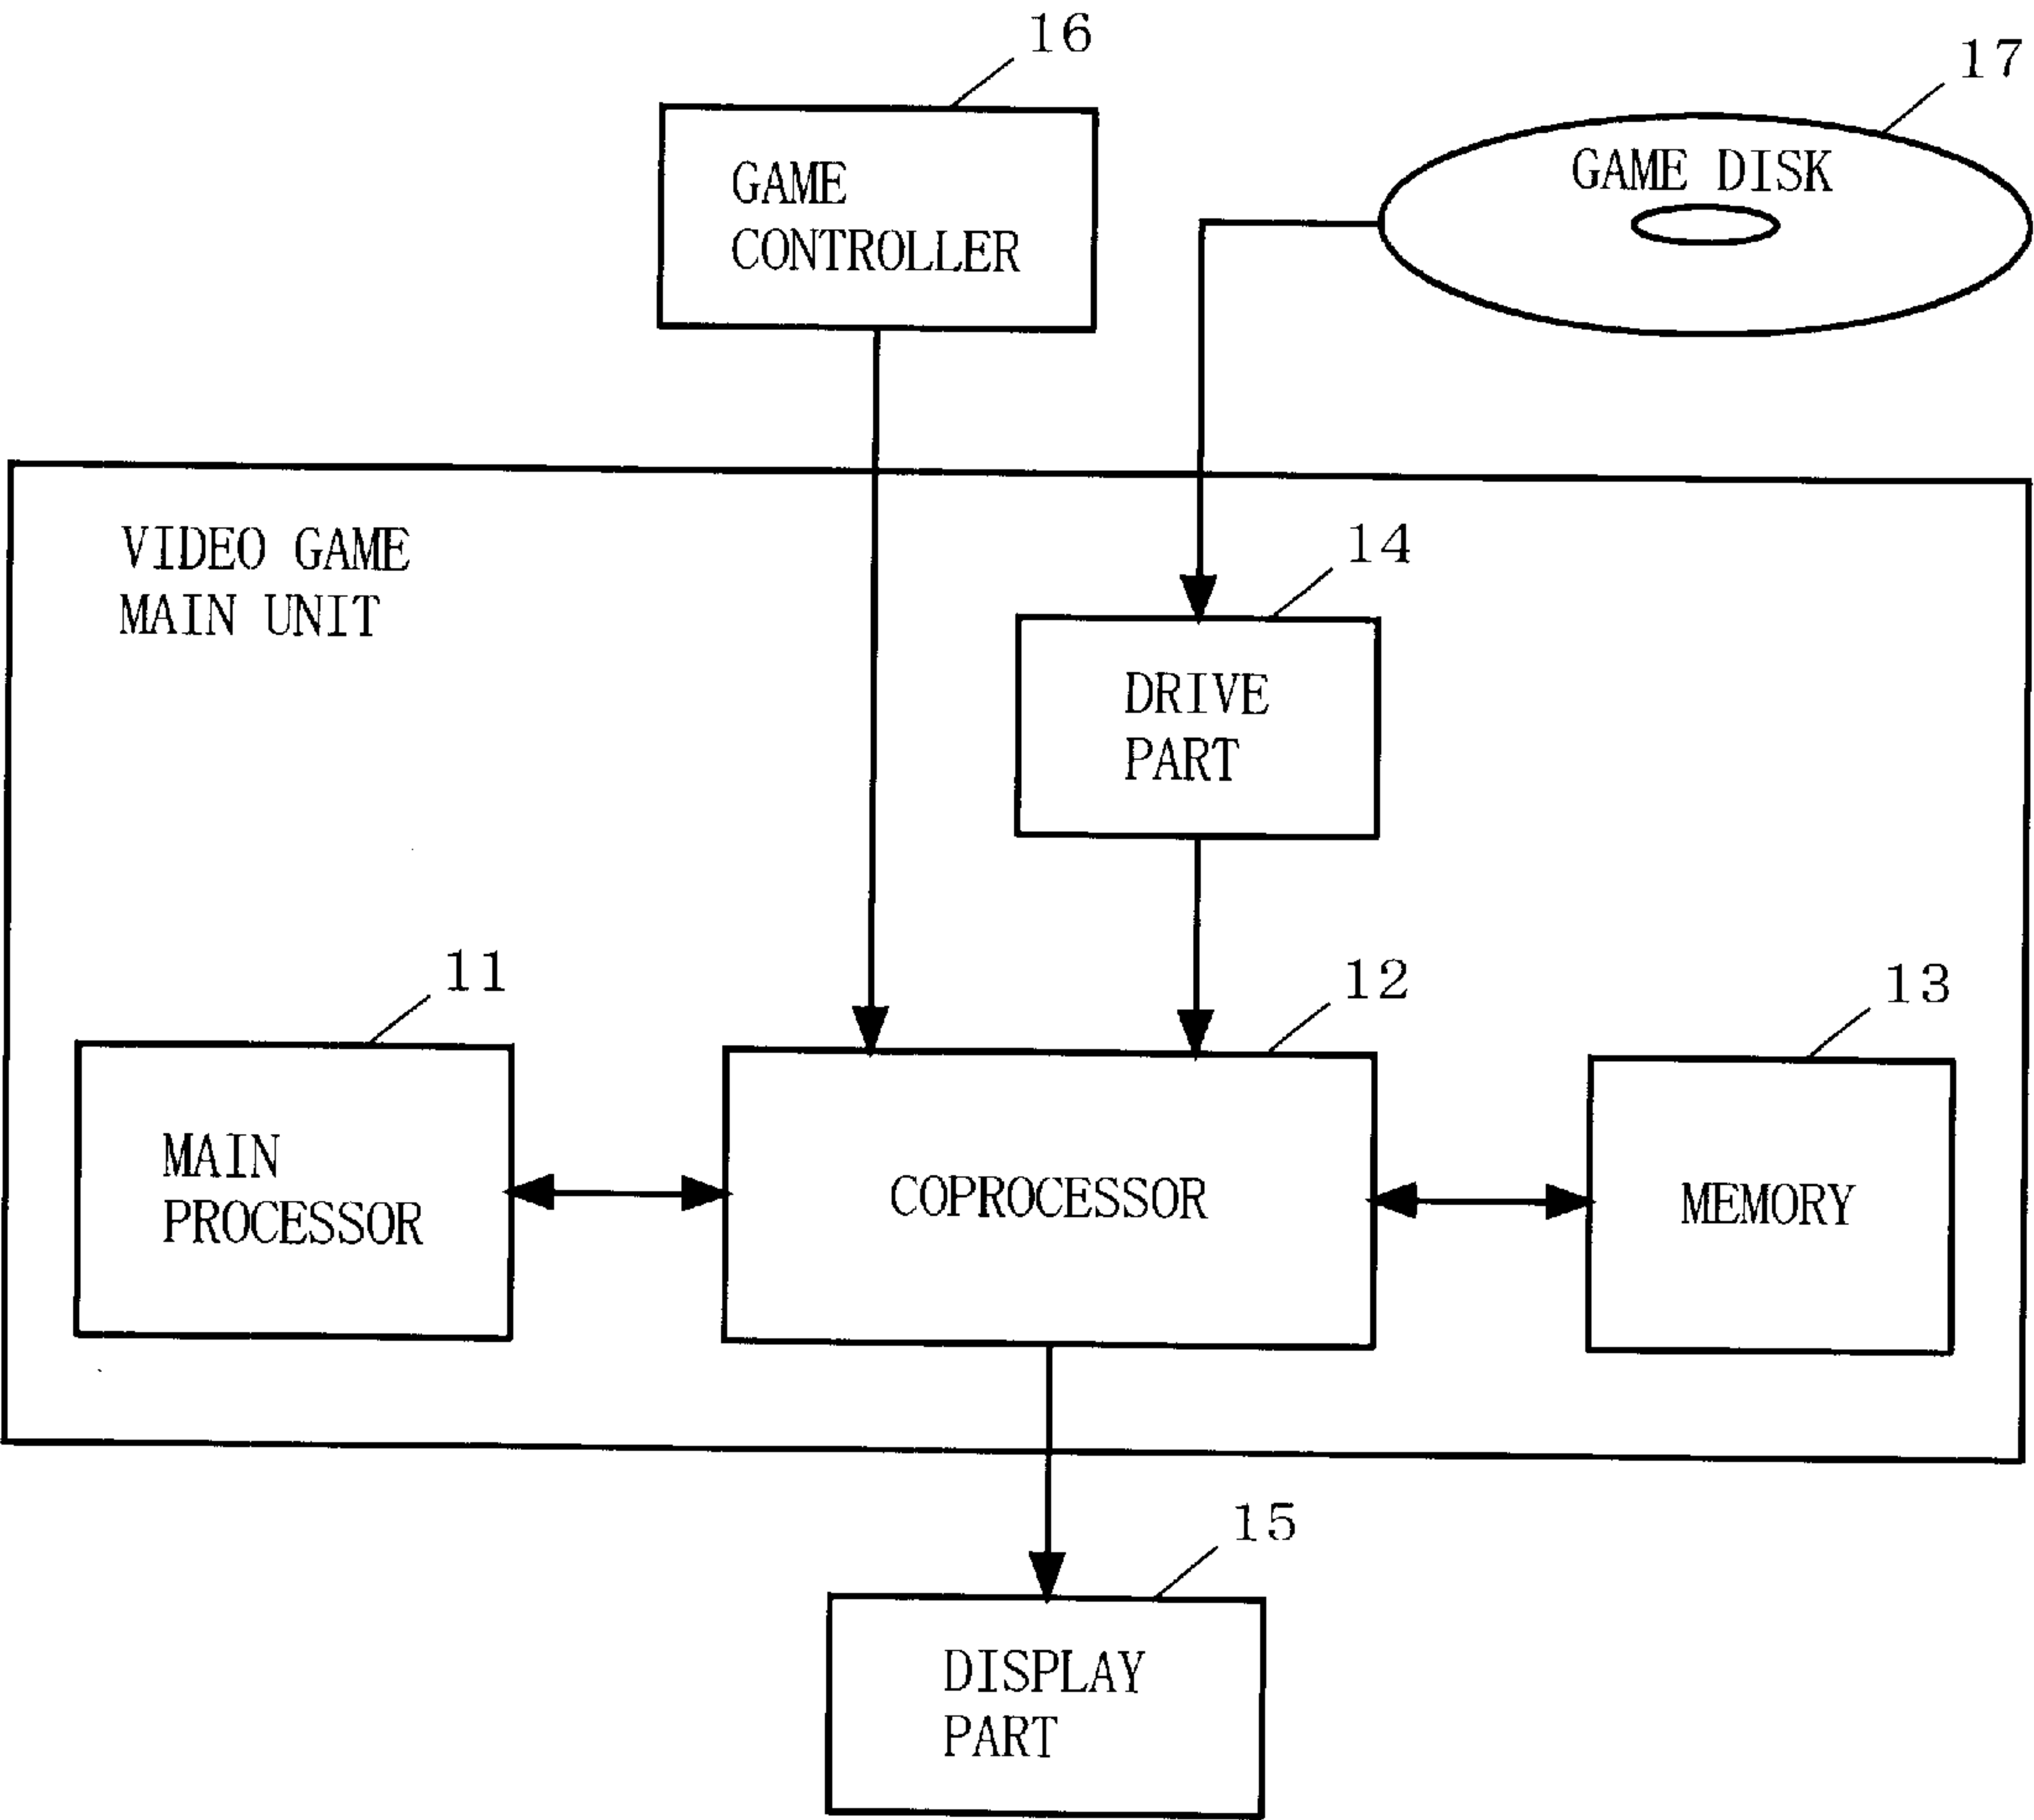 16
17
GAME
CONTROLLER
GAME DISK
VIDEO GAME
MAIN UNIT
14
DRIVE
PART
11
12
13
MAIN
PROCESSOR
COPROCESSOR
MEMORY
15
DISPLAY
PART